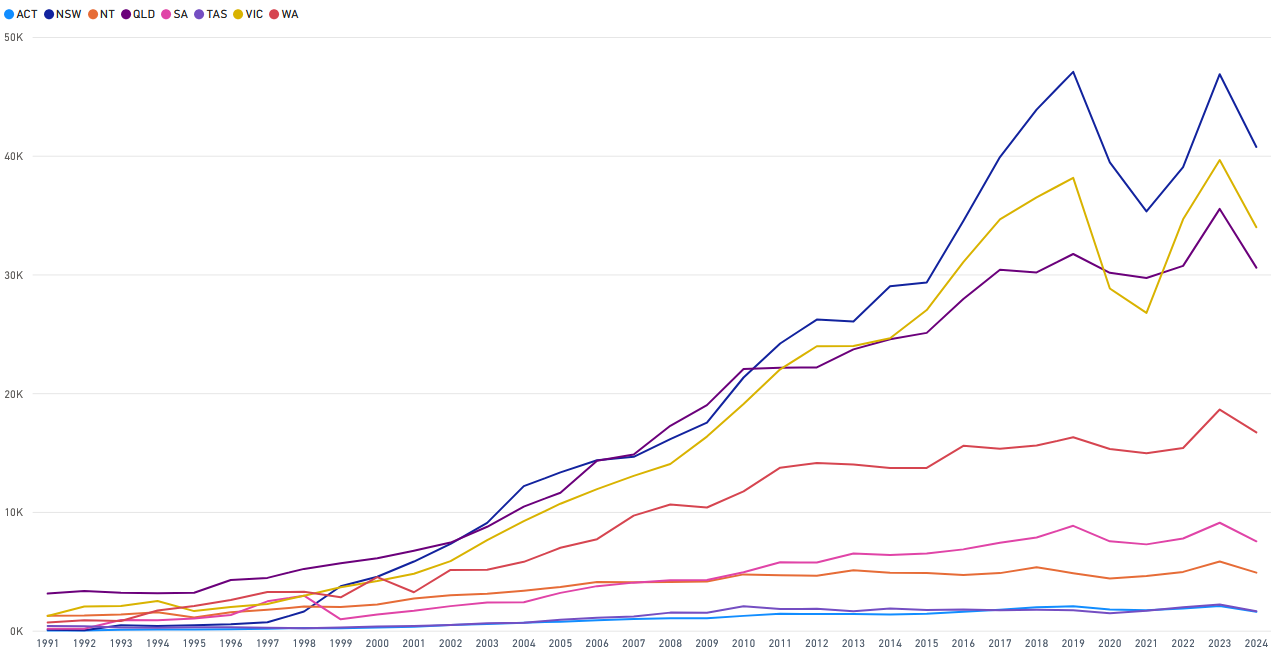 ACT NSW NT QLD SA TAS VIC WA
50K
40K
30K
20K
10K
0K
1991 1992 1993 1994 1995 1996 1997 1998 1999 2000 2001 2002 2003 2004 2005 2006 2007 2008 2009 2010 2011 2012 2013 2014 2015 2016 2017 2018 2019 2020 2021 2022 2023 2024